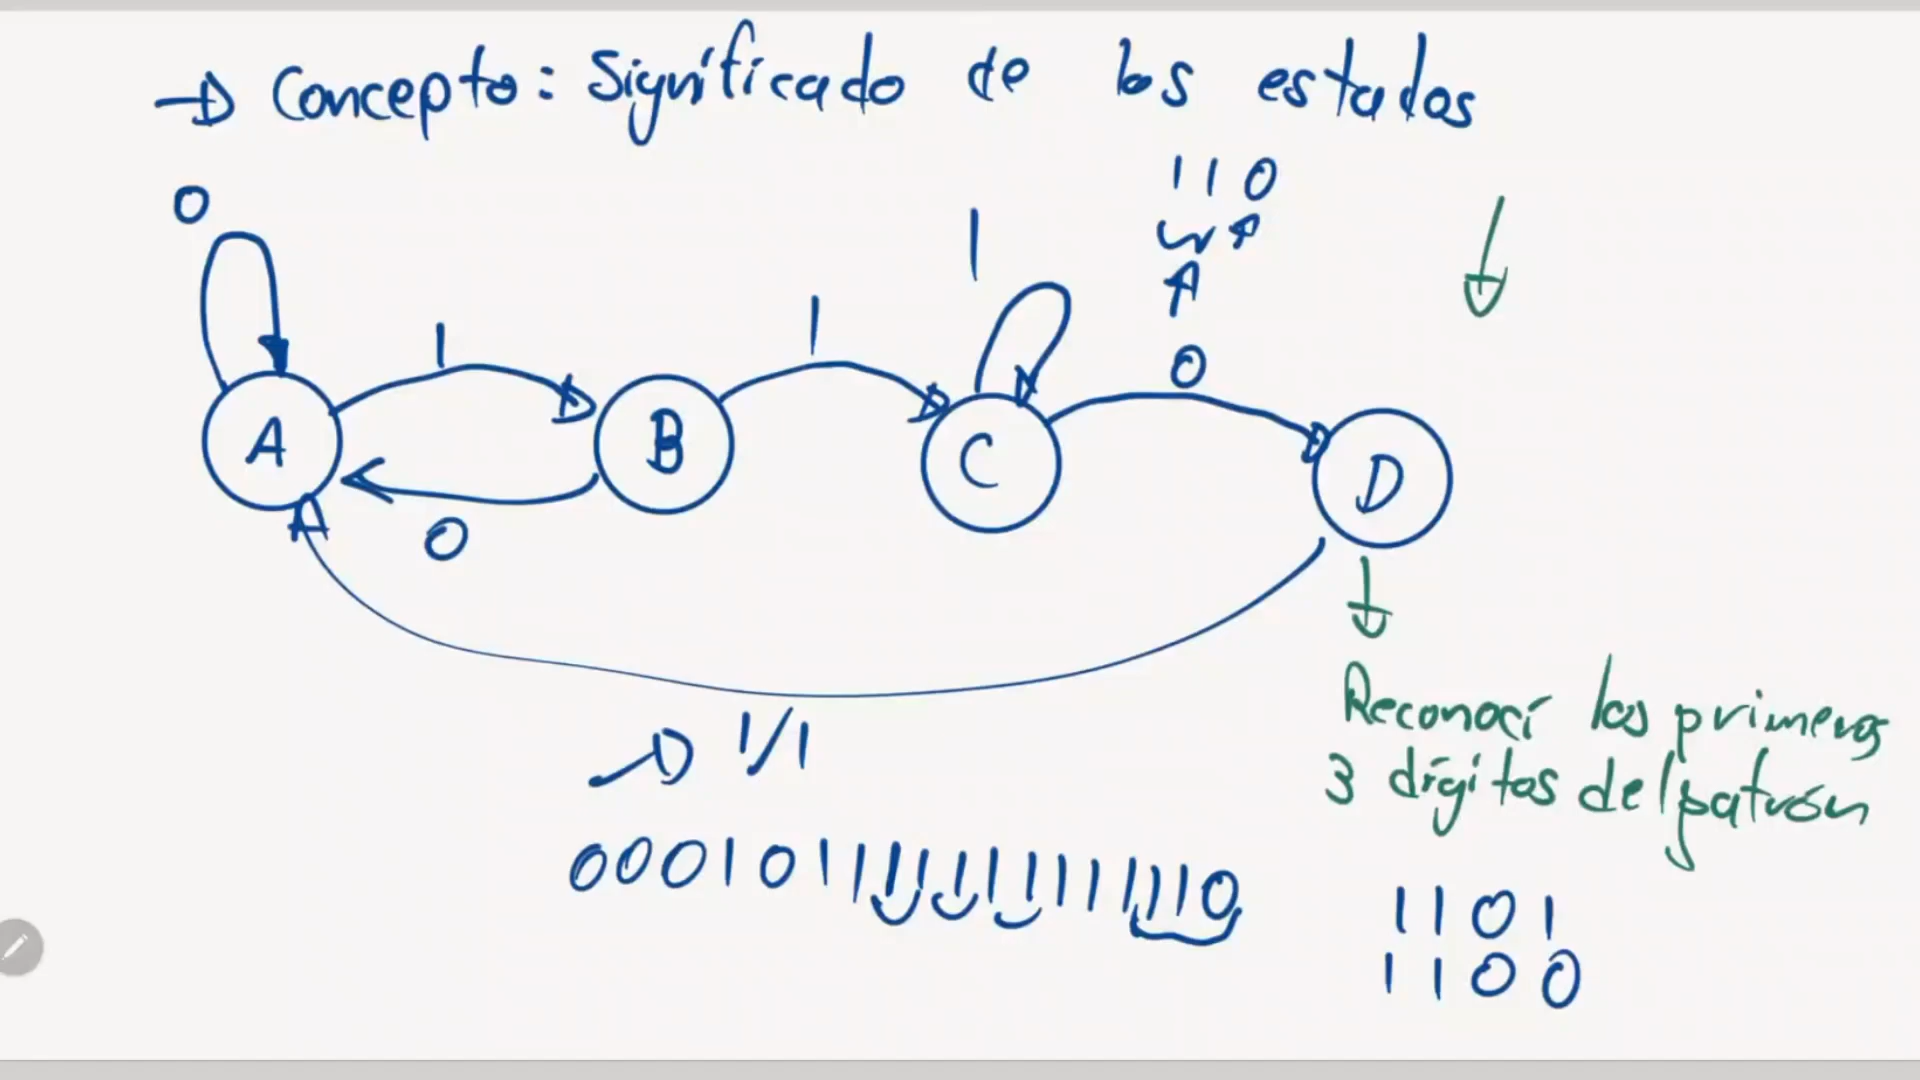 → Concepto: Significado de los estados
110
0
1
1
1
0
A
B
C
D
0
1/1
Reconocí los primeros
3 dígitos del patrón
1101
1100